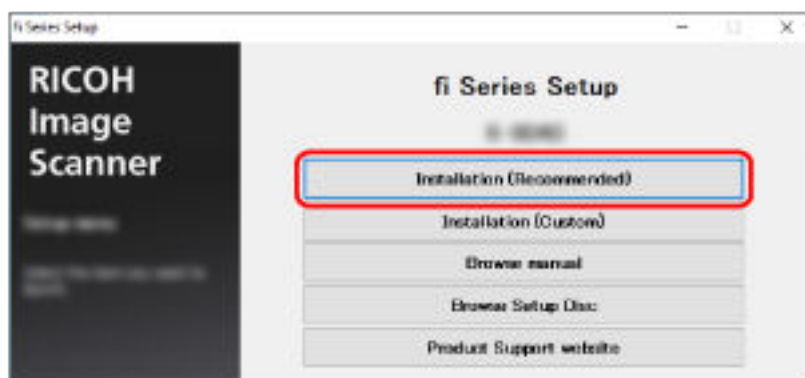 fi Series Setup
RICOH
Image
Scanner
fi Series Setup
Installation (Recommended)
Installation (Custom)
Browse manual
Browse Setup Disc
Product Support website